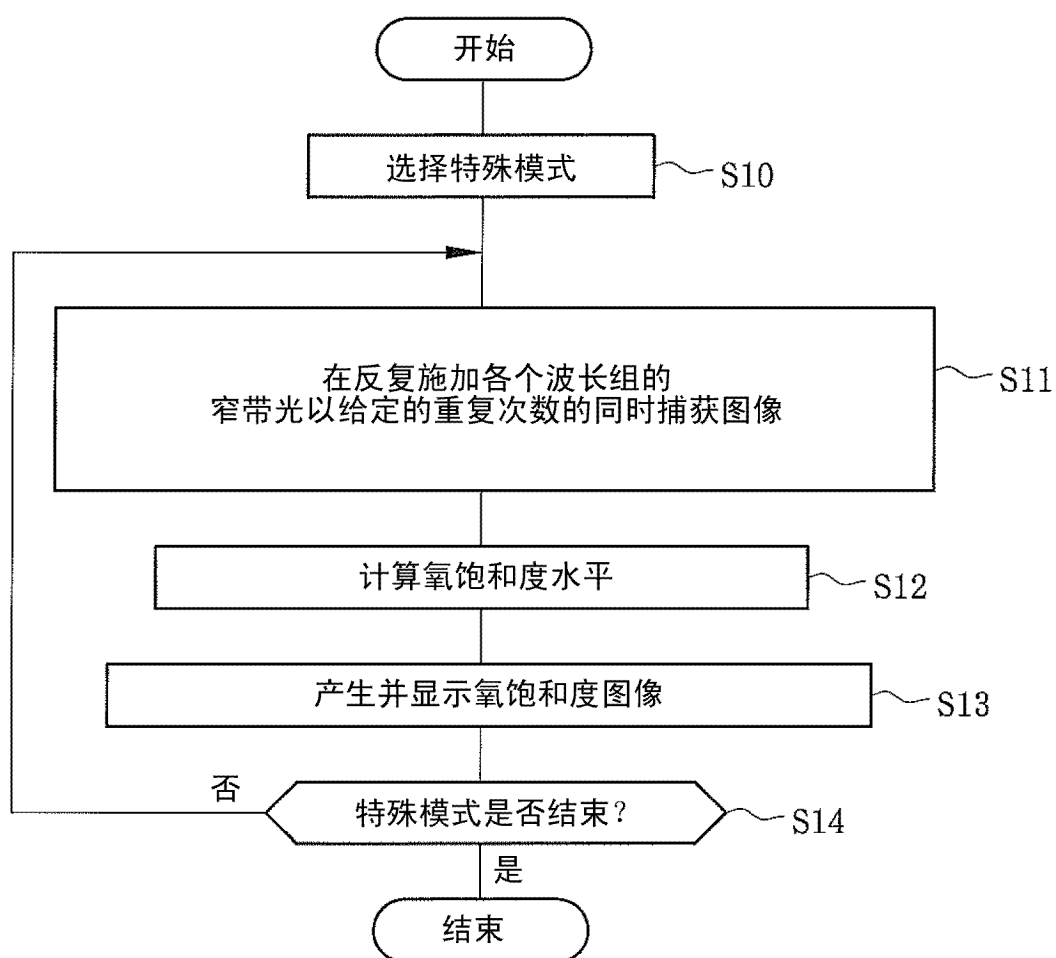 开始
选择特殊模式
S10
在反复施加各个波长组的
窄带光以给定的重复次数的同时捕获图像
S11
计算氧饱和度水平
S12
产生并显示氧饱和度图像
S13
否
特殊模式是否结束？
S14
是
结束